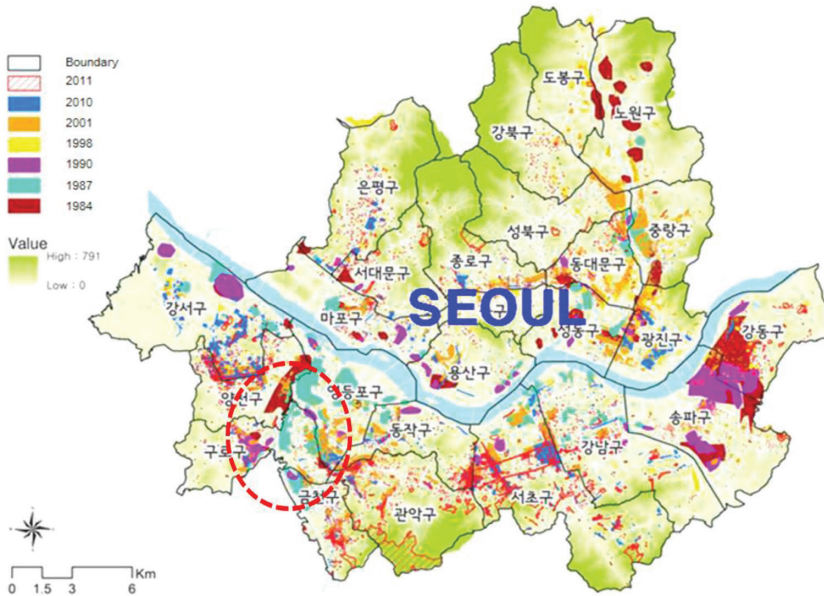 Boundary
2011
2010
2001
1998
1990
1987
1984
Value
High : 791
Low : 0
도봉구
노원구
강북구
은평구
성북구
중랑구
서대문구
종로구
동대문구
강서구
마포구
SEOUL
구
성동구
광진구
강동구
용산구
양천구
영등포구
송파구
동작구
강남구
구로구
금천구
관악구
서초구
Km
0 1.5 3 6